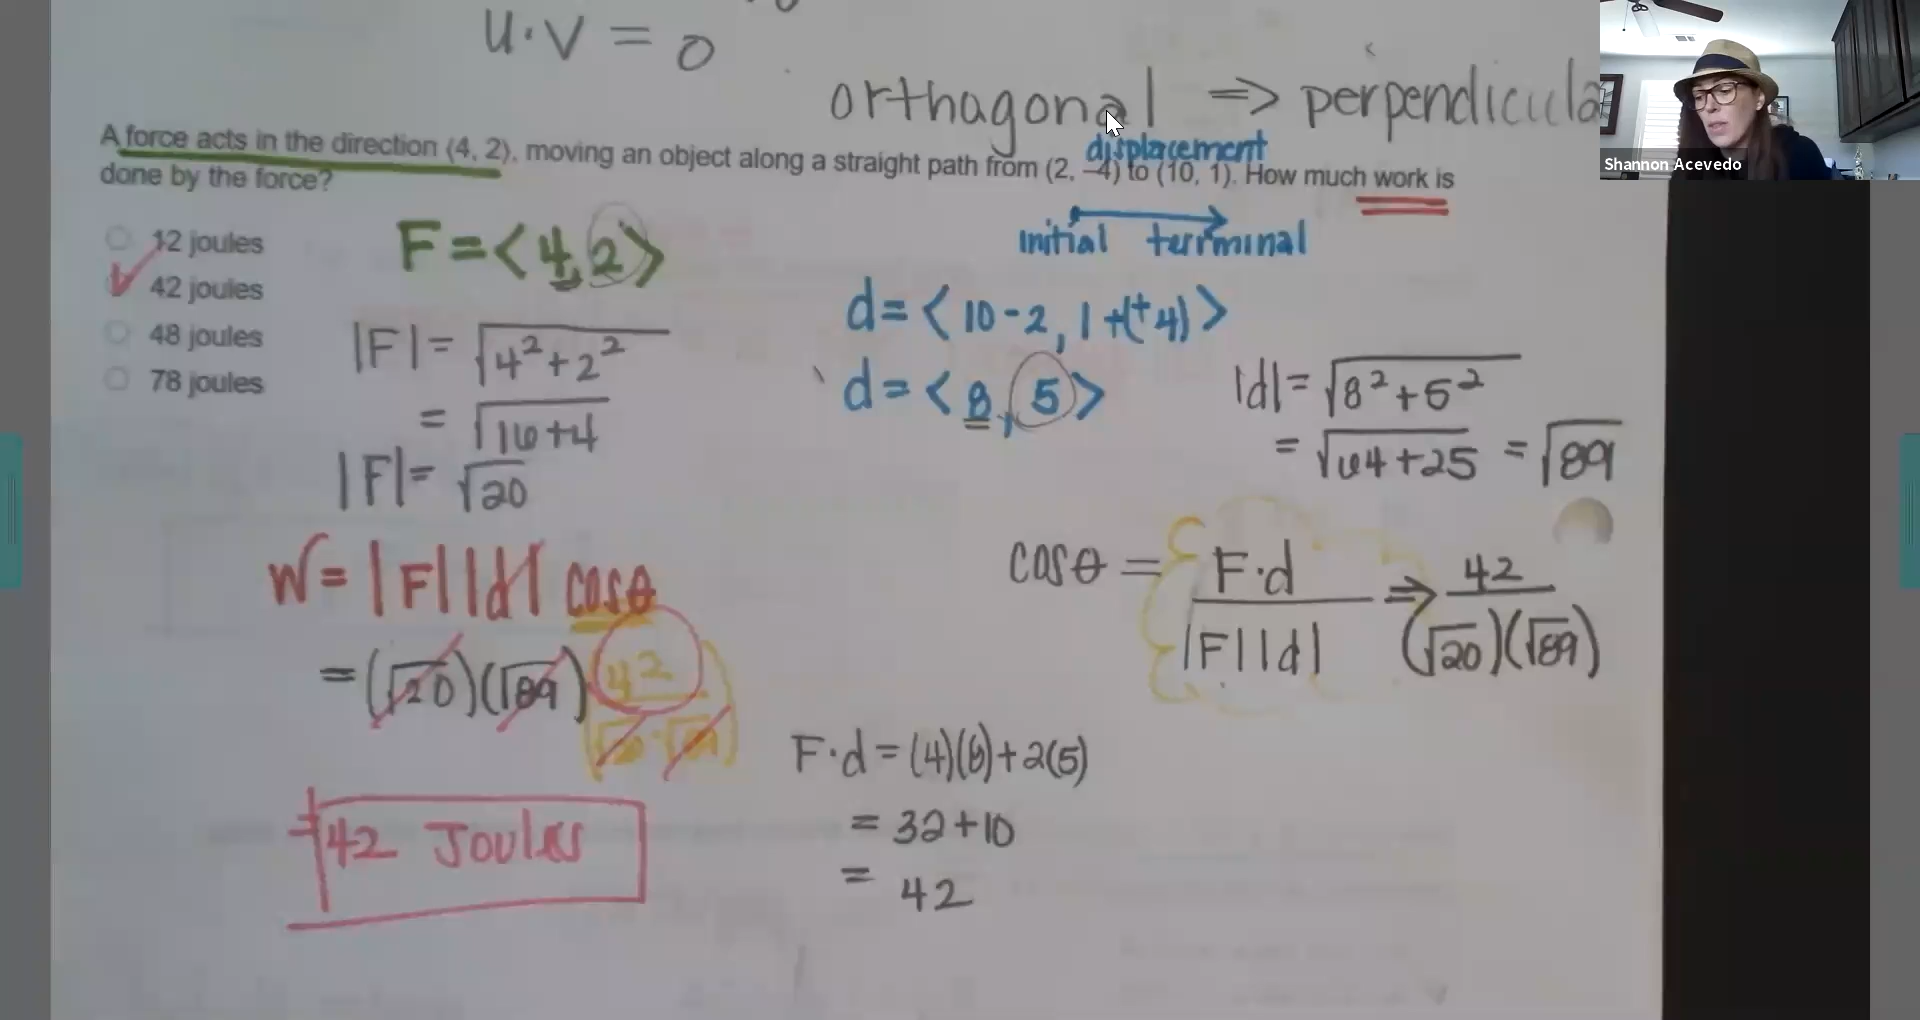 u·v = 0
orthagonal => perpendicula
Shannon Acevedo
displacement
A force acts in the direction (4, 2), moving an object along a straight path from (2, –4) to (10, 1). How much work is
done by the force?
12 joules
42 joules
48 joules
78 joules
F = <4, 2>
initial terminal
d = <10-2, 1+(+4)>
d = <8, 5>
|F| = √4²+2²
= √16+4
|F| = √20
|d| = √8²+5²
= √64+25 = √89
W = |F||d| cosθ
= (√20)(√89) (42
√20 · √89)
cosθ = F·d / |F||d| => 42 / (√20)(√89)
F·d = (4)(8)+2(5)
= 32+10
= 42
= 42 Joules